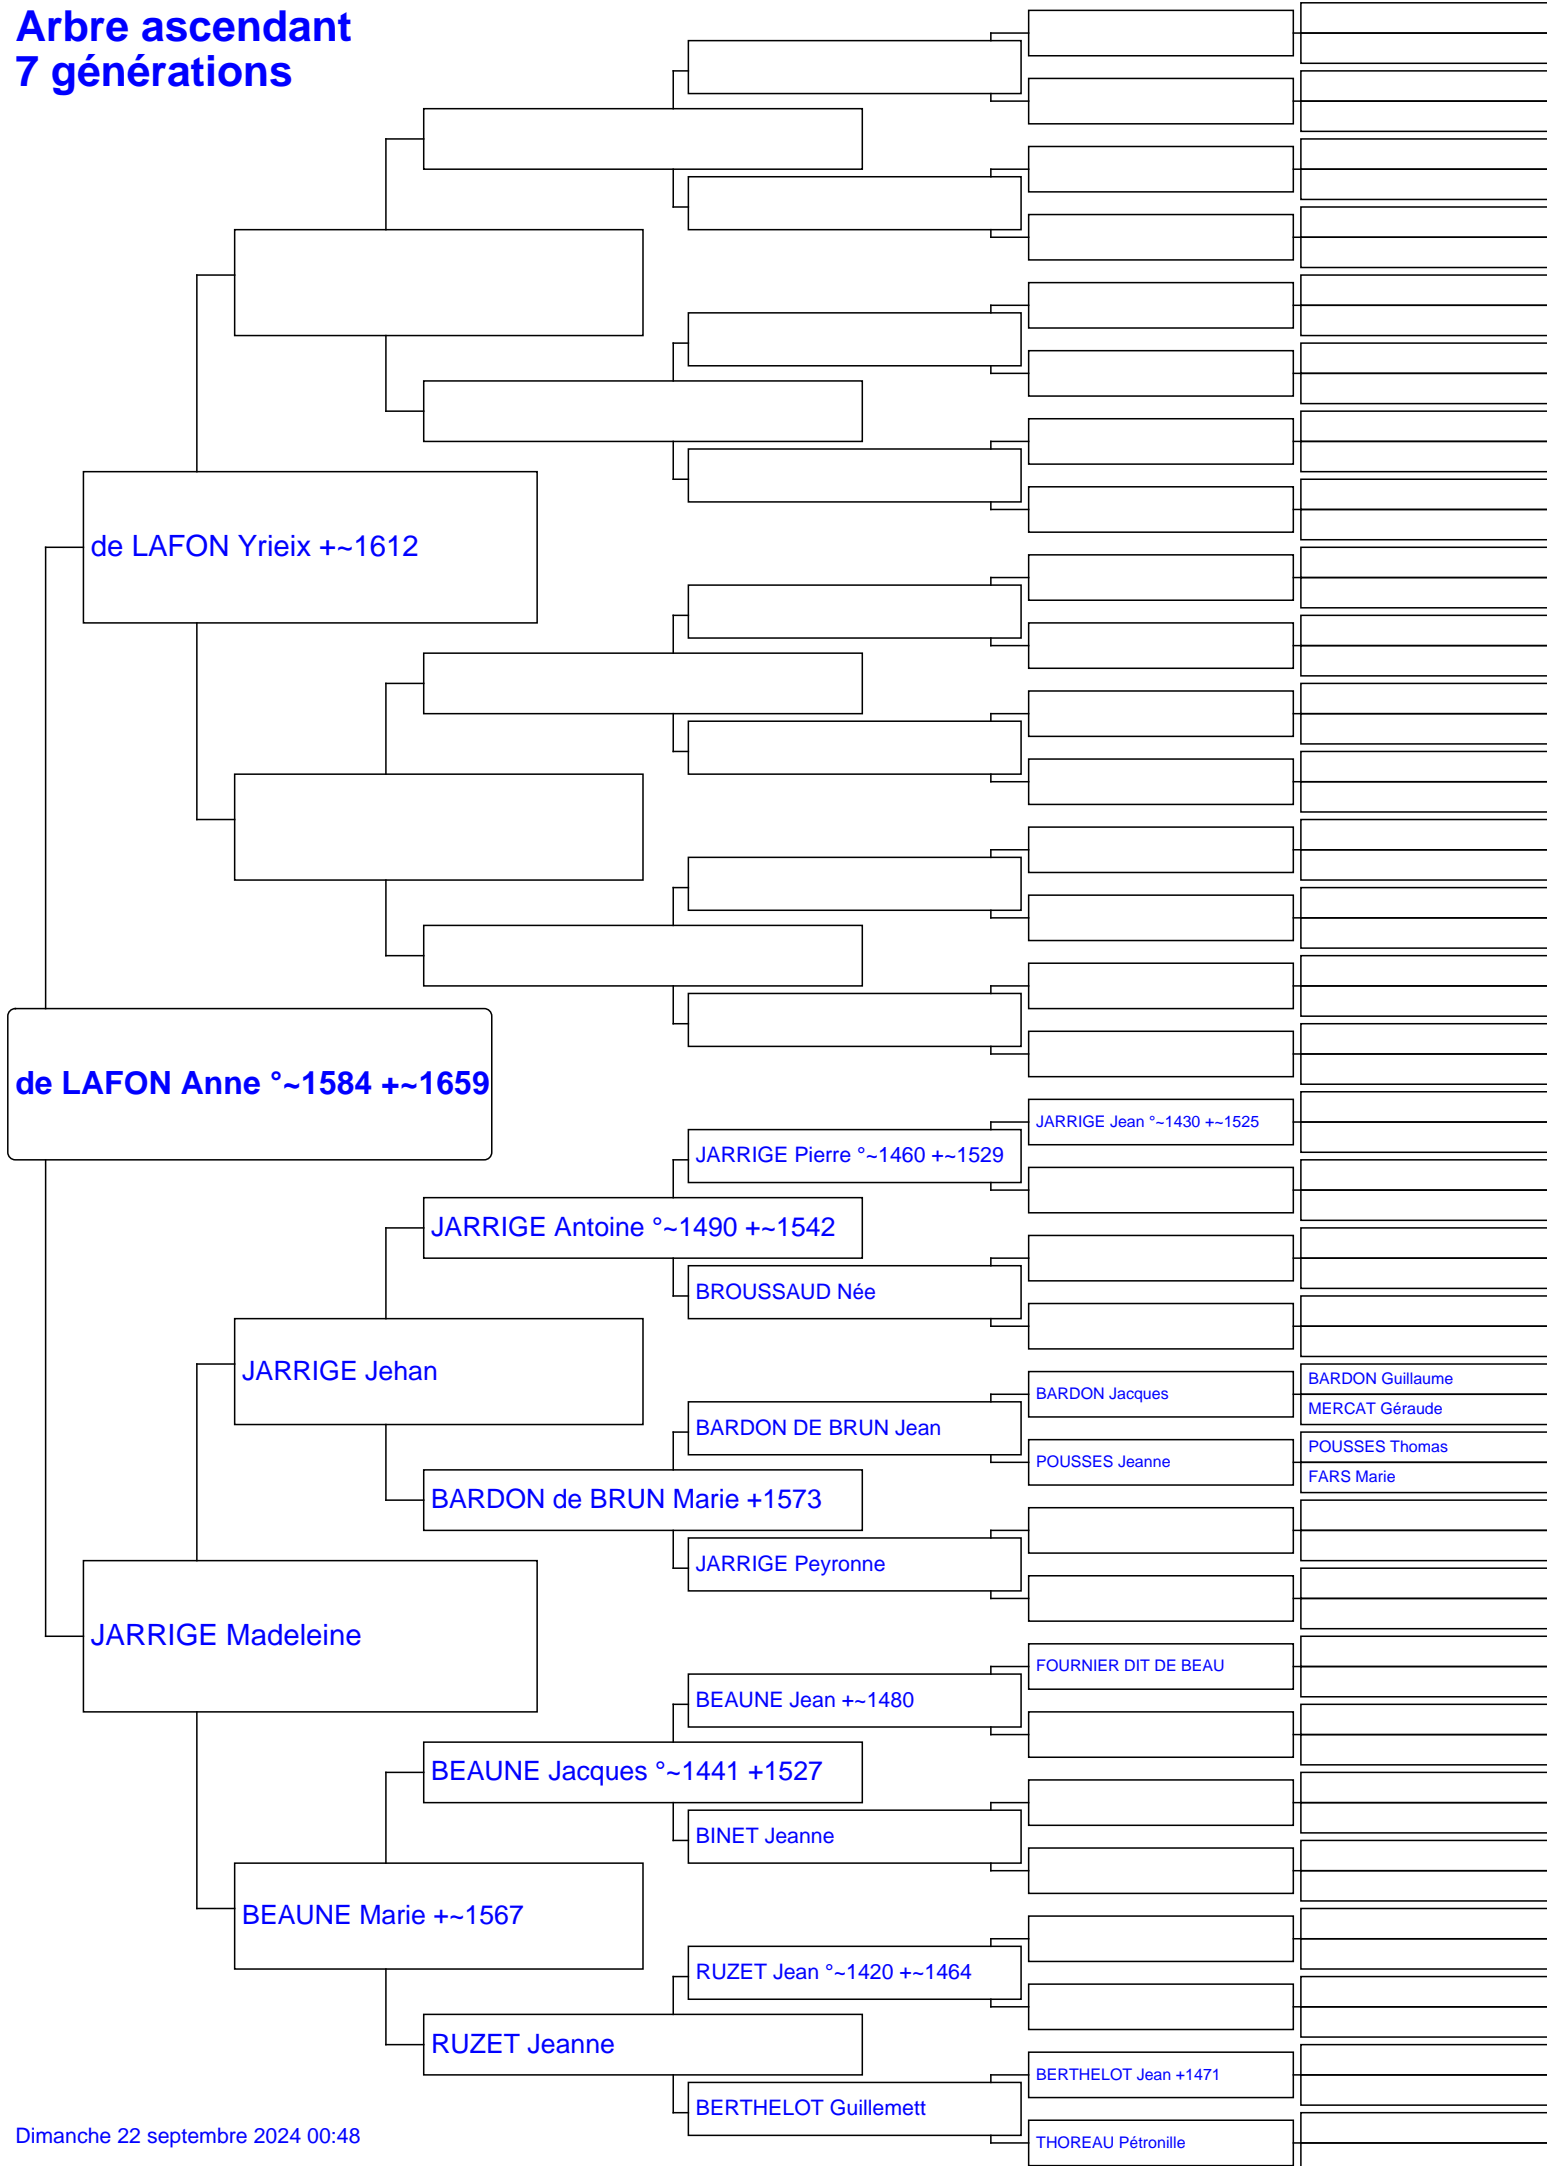 Arbre ascendant
7 générations
de LAFON Yrieix +~1612
de LAFON Anne °~1584 +~1659
JARRIGE Jean °~1430 +~1525
JARRIGE Pierre °~1460 +~1529
JARRIGE Antoine °~1490 +~1542
BROUSSAUD Née
JARRIGE Jehan
BARDON Guillaume
BARDON Jacques
MERCAT Géraude
BARDON DE BRUN Jean
POUSSES Thomas
POUSSES Jeanne
FARS Marie
BARDON de BRUN Marie +1573
JARRIGE Peyronne
JARRIGE Madeleine
FOURNIER DIT DE BEAU
BEAUNE Jean +~1480
BEAUNE Jacques °~1441 +1527
BINET Jeanne
BEAUNE Marie +~1567
RUZET Jean °~1420 +~1464
RUZET Jeanne
BERTHELOT Jean +1471
BERTHELOT Guillemett
THOREAU Pétronille
Dimanche 22 septembre 2024 00:48